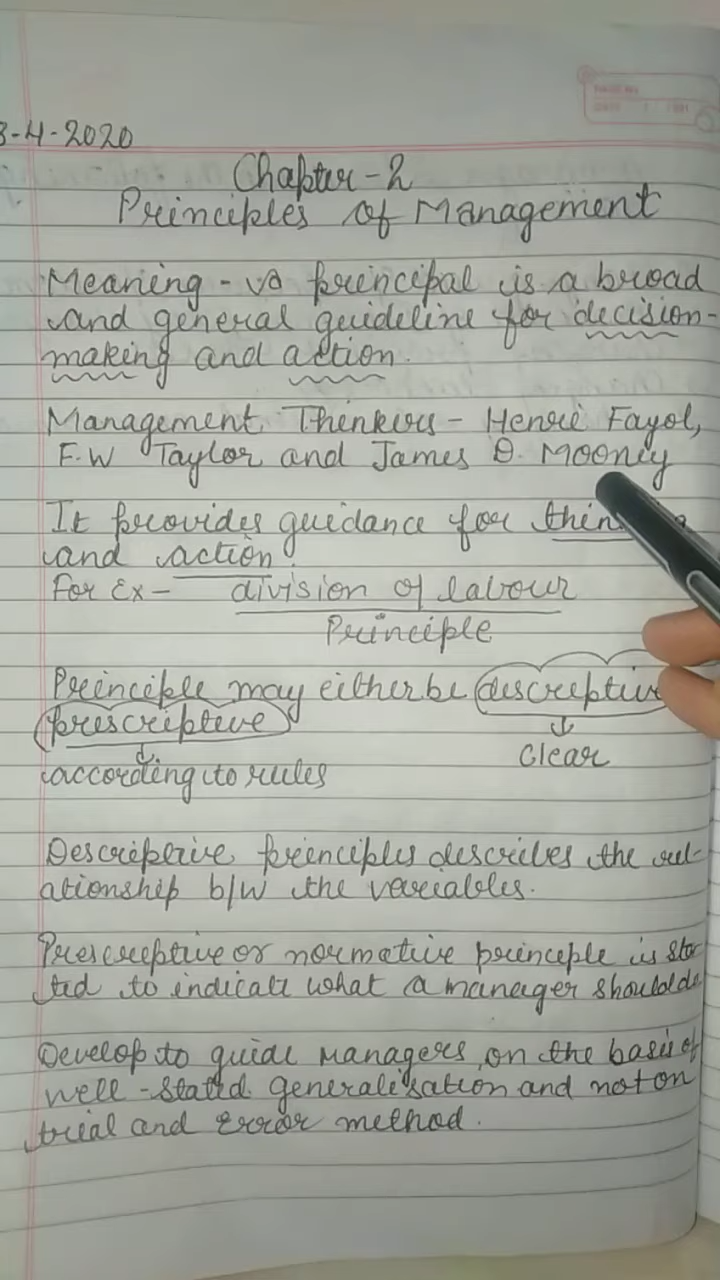 3-4-2020
Chapter-2
Principles of Management
Meaning - A principal is a broad
and general guideline for decision-
making and action.
Management Thinkers - Henri Fayol,
F.W Taylor and James D. Mooney
It provides guidance for
and action.
For Ex - division of labour
Principle
Principle may either be descriptive
prescriptive
Clear
according to rules
Descriptive principles describes the rel-
ationship b/w the variables.
Prescriptive or normative principle is sta-
ted to indicate what a manager should do
Develop to guide managers on the basis of
well-stated generalisation and not on
trial and error method.